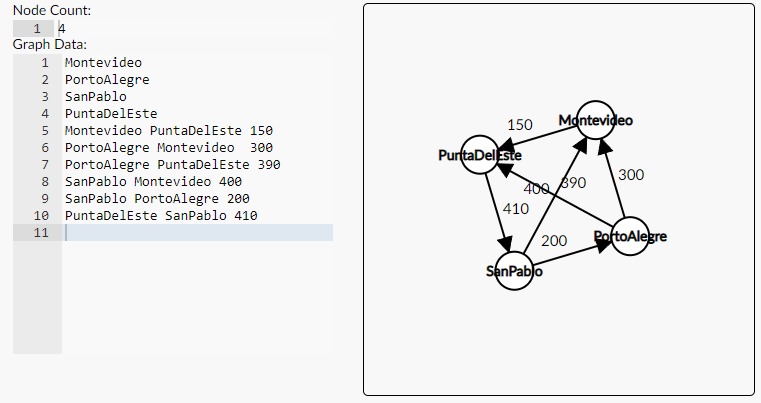 Node Count:
1 4
Graph Data:
1 Montevideo
2 PortoAlegre
3 SanPablo
4 PuntaDelEste
5 Montevideo PuntaDelEste 150
6 PortoAlegre Montevideo  300
7 PortoAlegre PuntaDelEste 390
8 SanPablo Montevideo 400
9 SanPablo PortoAlegre 200
10 PuntaDelEste SanPablo 410
11
Montevideo
150
PuntaDelEste
300
400
390
410
PortoAlegre
200
SanPablo